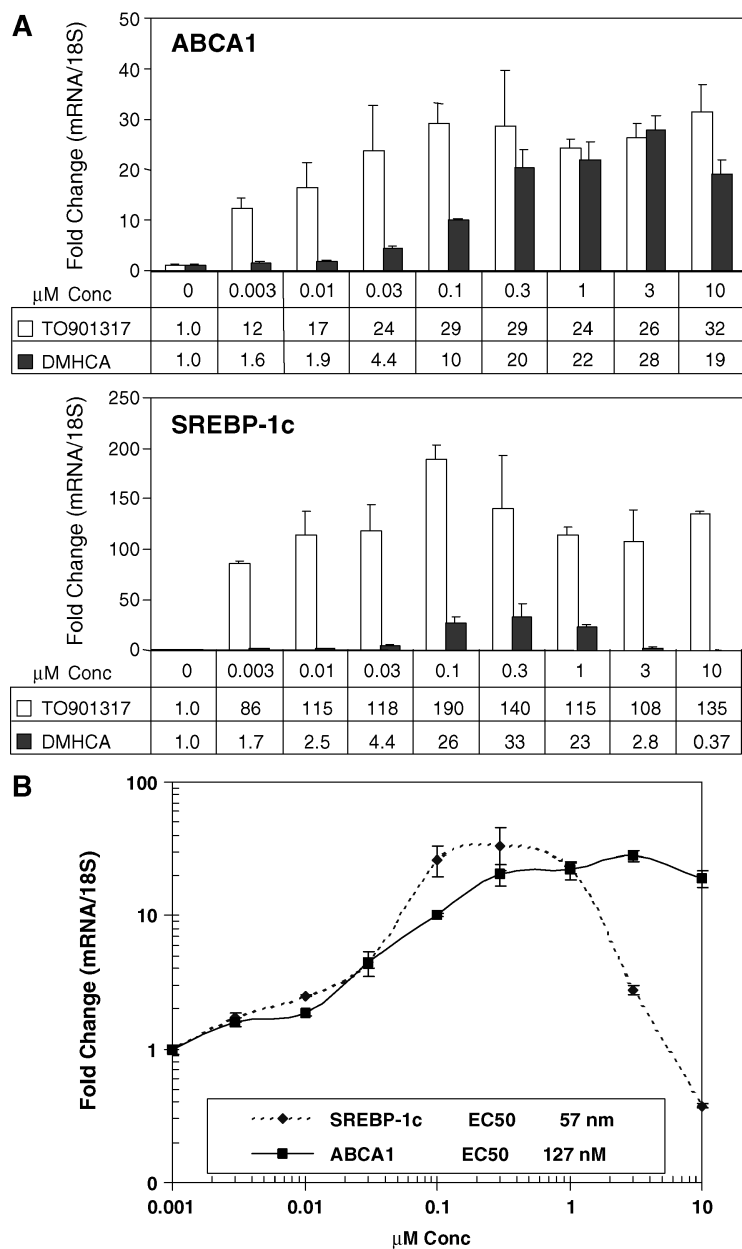 A
ABCA1
Fold Change (mRNA/18S)
50
40
30
20
10
0
μM Conc 0 0.003 0.01 0.03 0.1 0.3 1 3 10
TO901317 1.0 12 17 24 29 29 24 26 32
DMHCA 1.0 1.6 1.9 4.4 10 20 22 28 19
SREBP-1c
Fold Change (mRNA/18S)
250
200
150
100
50
0
μM Conc 0 0.003 0.01 0.03 0.1 0.3 1 3 10
TO901317 1.0 86 115 118 190 140 115 108 135
DMHCA 1.0 1.7 2.5 4.4 26 33 23 2.8 0.37
B
Fold Change (mRNA/18S)
100
10
1
0
SREBP-1c EC50 57 nm
ABCA1 EC50 127 nM
0.001 0.01 0.1 1 10
μM Conc